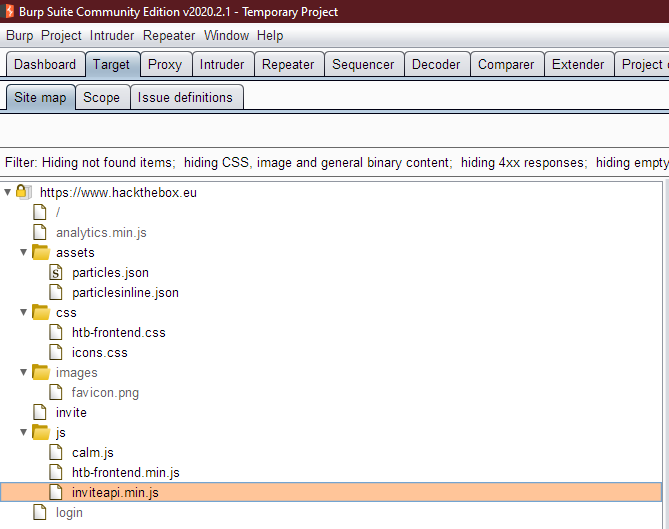 Burp Suite Community Edition v2020.2.1 - Temporary Project
Burp Project Intruder Repeater Window Help
Dashboard Target Proxy Intruder Repeater Sequencer Decoder Comparer Extender Project
Site map Scope Issue definitions
Filter: Hiding not found items; hiding CSS, image and general binary content; hiding 4xx responses; hiding empty
https://www.hackthebox.eu
/
analytics.min.js
assets
particles.json
particlesinline.json
css
htb-frontend.css
icons.css
images
favicon.png
invite
js
calm.js
htb-frontend.min.js
inviteapi.min.js
login